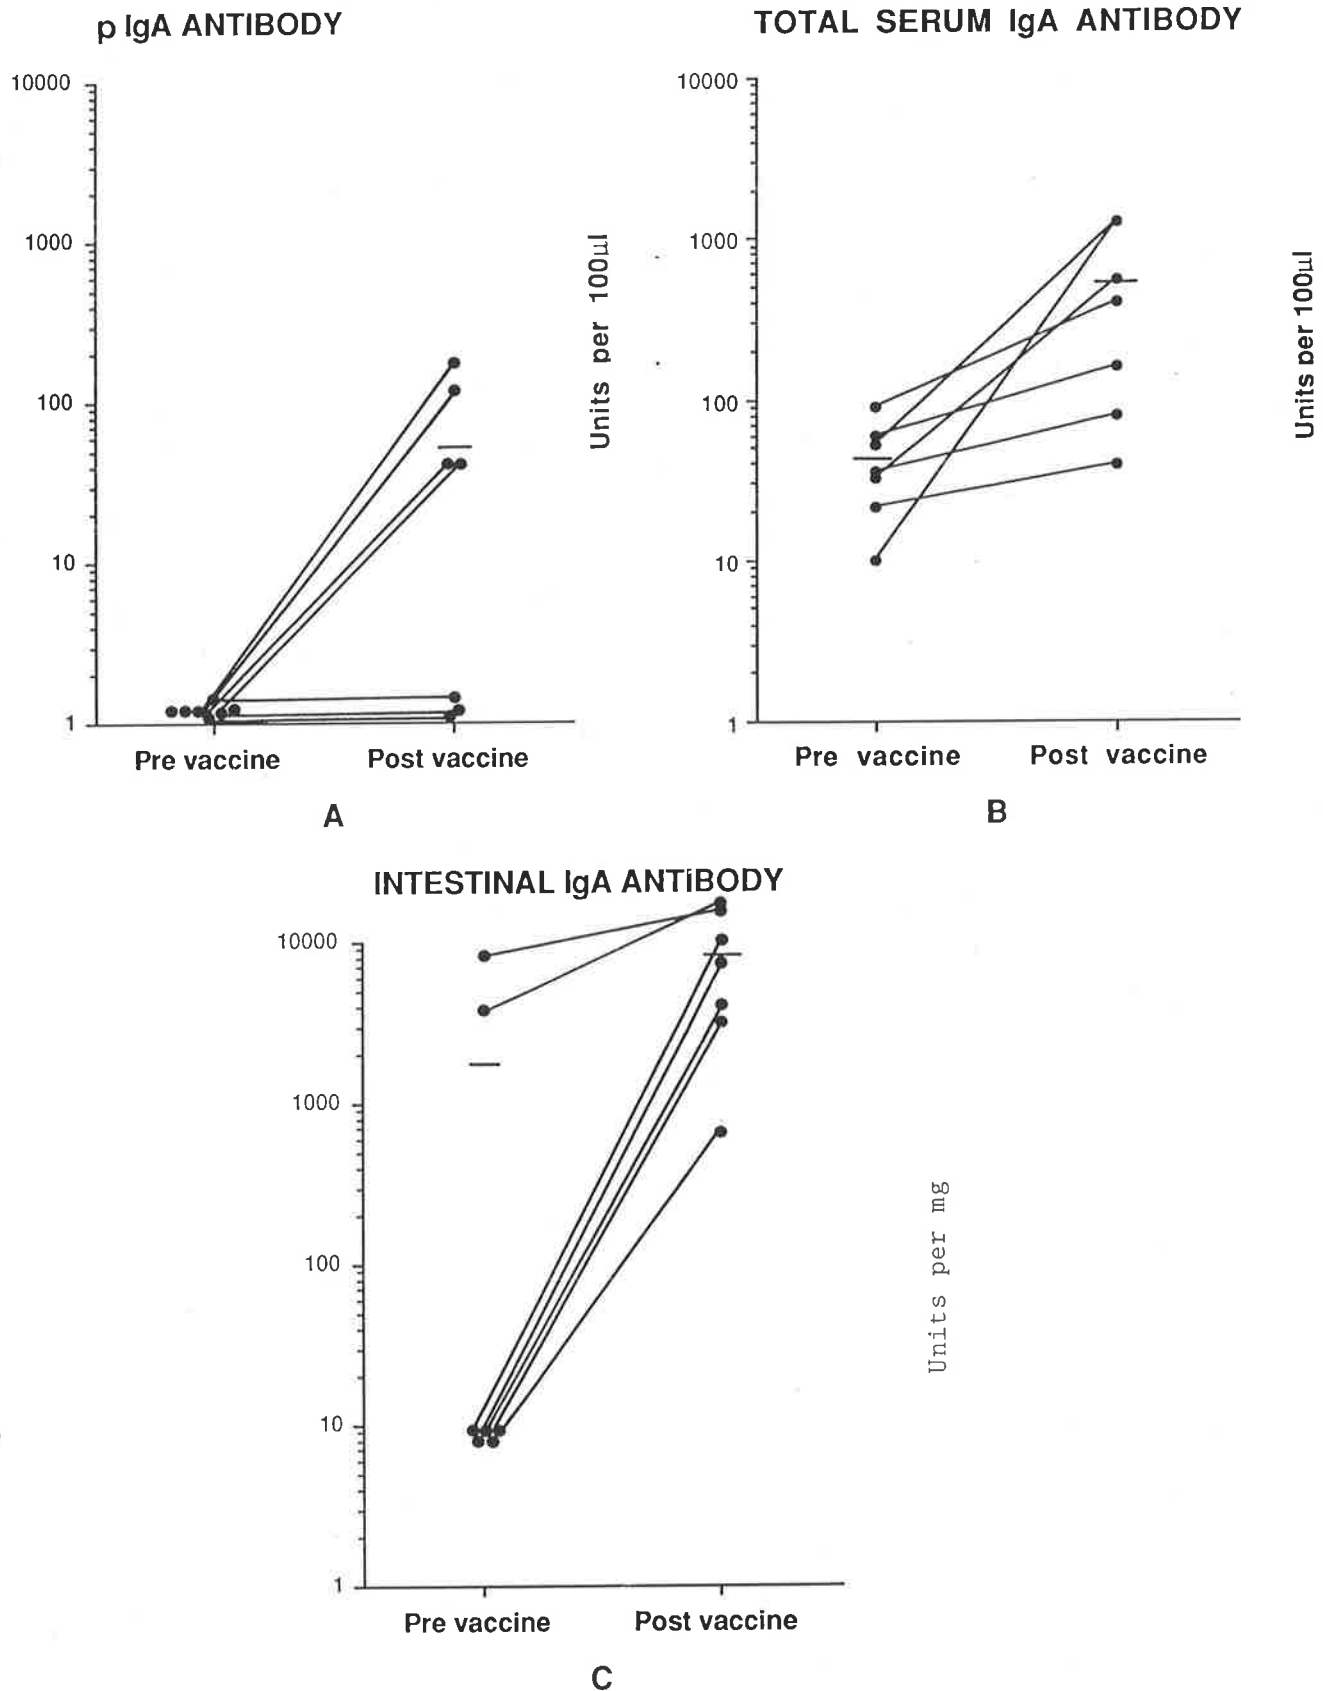 p IgA ANTIBODY
10000
1000
100
10
1
Pre vaccine Post vaccine
Units per 100µl
A
TOTAL SERUM IgA ANTIBODY
10000
1000
100
10
1
Pre vaccine Post vaccine
Units per 100µl
B
INTESTINAL IgA ANTIBODY
10000
1000
100
10
1
Pre vaccine Post vaccine
Units per mg
C